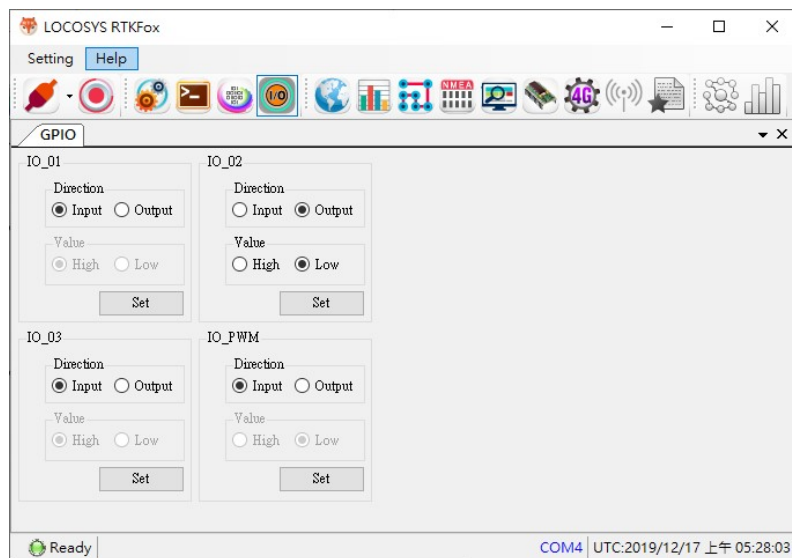 LOCOSYS RTKFox
Setting Help
I/O NMEA 4G
GPIO
IO_01 IO_02
Direction Direction
Input Output Input Output
Value Value
High Low High Low
Set Set
IO_03 IO_PWM
Direction Direction
Input Output Input Output
Value Value
High Low High Low
Set Set
Ready COM4 UTC:2019/12/17 上午 05:28:03